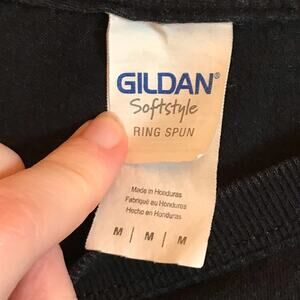 GILDAN®
Softstyle
RING SPUN
Made in Honduras
Fabriqué au Honduras
Hecho en Honduras
M | M | M